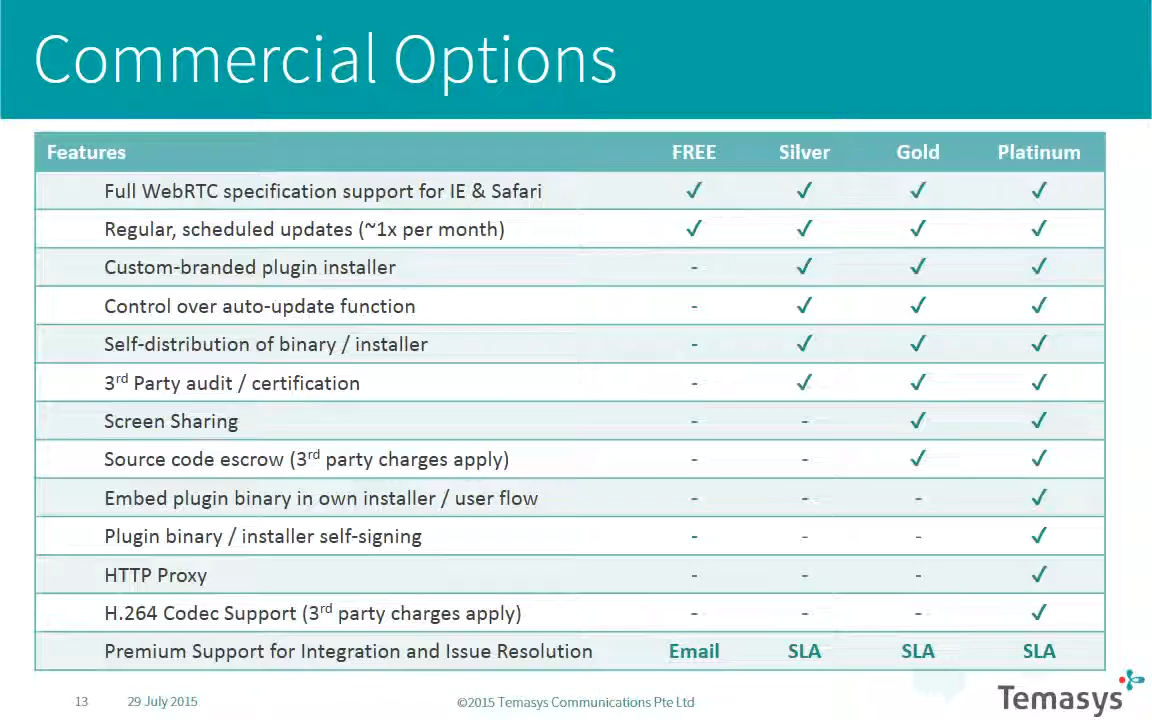 Commercial Options
Features FREE Silver Gold Platinum
Full WebRTC specification support for IE & Safari ✓ ✓ ✓ ✓
Regular, scheduled updates (~1x per month) ✓ ✓ ✓ ✓
Custom-branded plugin installer - ✓ ✓ ✓
Control over auto-update function - ✓ ✓ ✓
Self-distribution of binary / installer - ✓ ✓ ✓
3rd Party audit / certification - ✓ ✓ ✓
Screen Sharing - - ✓ ✓
Source code escrow (3rd party charges apply) - - ✓ ✓
Embed plugin binary in own installer / user flow - - - ✓
Plugin binary / installer self-signing - - - ✓
HTTP Proxy - - - ✓
H.264 Codec Support (3rd party charges apply) - - - ✓
Premium Support for Integration and Issue Resolution Email SLA SLA SLA
13 29 July 2015 ©2015 Temasys Communications Pte Ltd Temasys